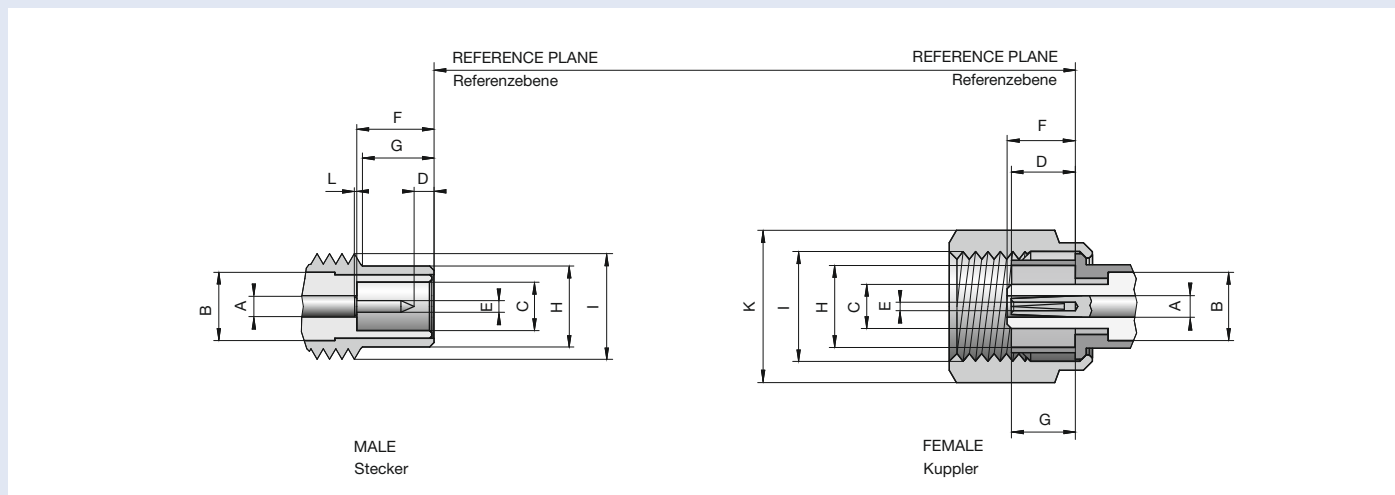 REFERENCE PLANE
Referenzebene
REFERENCE PLANE
Referenzebene
F
G
L
D
B
A
E
C
H
I
MALE
Stecker
F
D
K
I
H
C
E
A
B
G
FEMALE
Kuppler